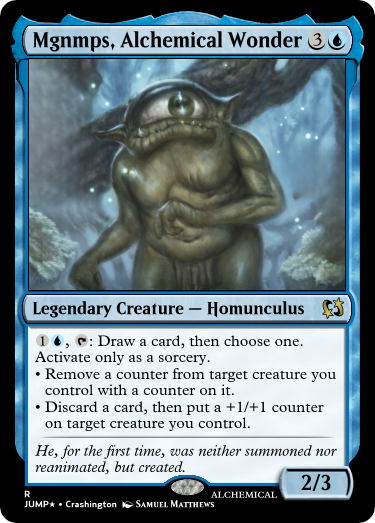 Mgnmps, Alchemical Wonder 3
Legendary Creature — Homunculus
1 , : Draw a card, then choose one.
Activate only as a sorcery.
• Remove a counter from target creature you
control with a counter on it.
• Discard a card, then put a +1/+1 counter
on target creature you control.
He, for the first time, was neither summoned nor
reanimated, but created.
2/3
R ALCHEMICAL
JUMP★ • Crashington SAMUEL MATTHEWS